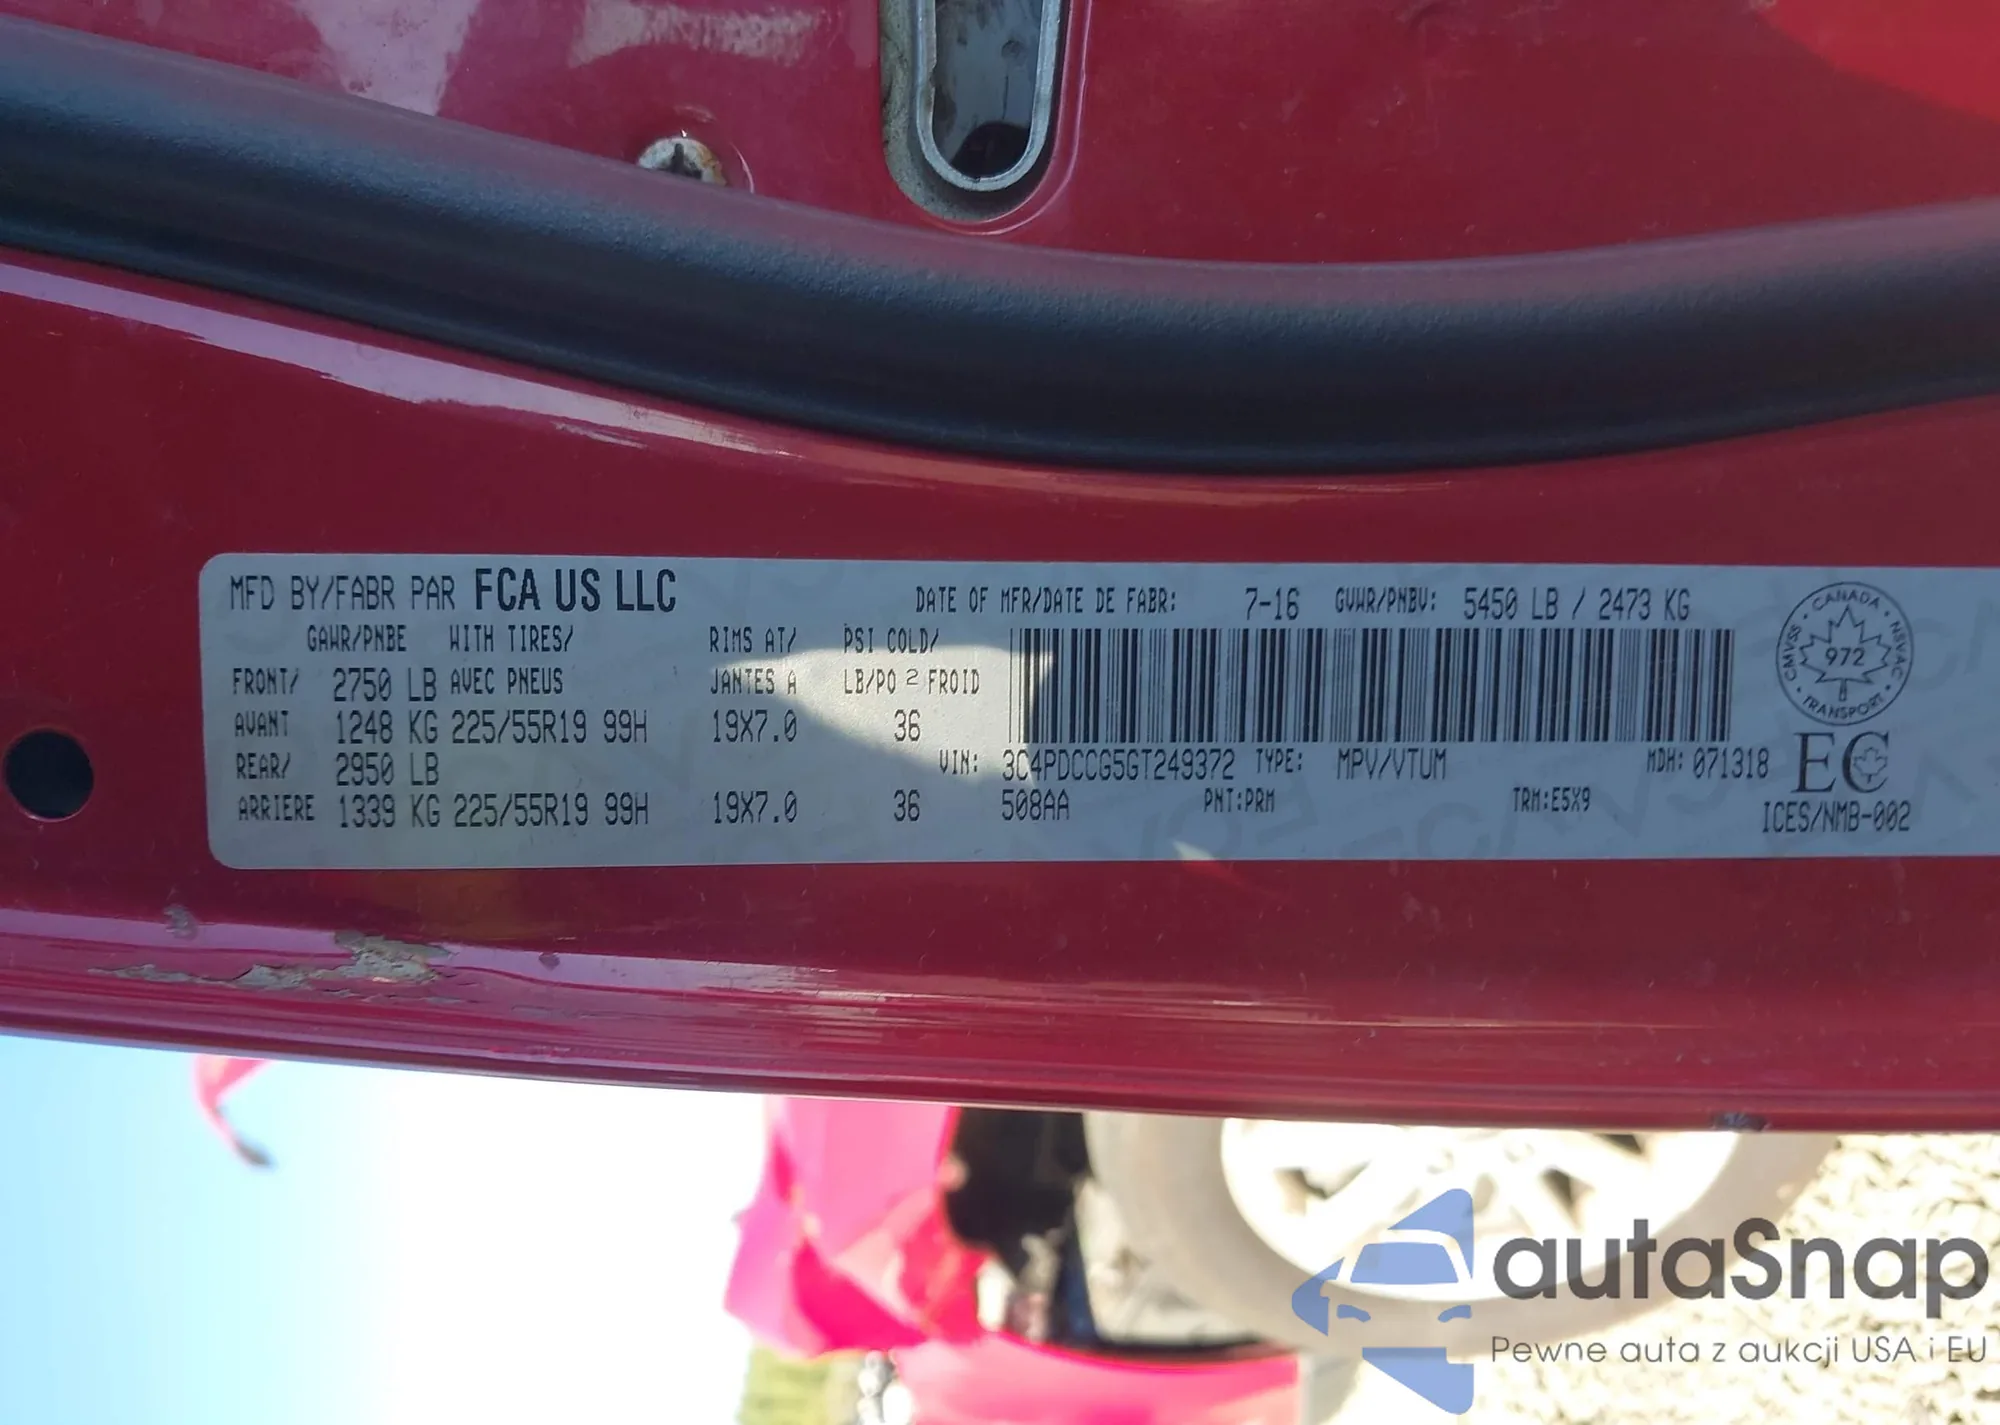 MFD BY/FABR PAR FCA US LLC DATE OF MFR/DATE DE FABR: 7-16 GVWR/PNBV: 5450 LB / 2473 KG
GAWR/PNBE WITH TIRES/ RIMS AT/ PSI COLD/
FRONT/ 2750 LB AVEC PNEUS JANTES A LB/PO 2 FROID
AVANT 1248 KG 225/55R19 99H 19X7.0 36
REAR/ 2950 LB VIN: 3C4PDCCG5GT249372 TYPE: MPV/VTUM MDH: 071318
ARRIERE 1339 KG 225/55R19 99H 19X7.0 36 508AA PNT:PRM TRM:E5X9
CANADA
CMVSS NSVAC
972
TRANSPORT
EC
ICES/NMB-002
autaSnap
Pewne auta z aukcji USA i EU